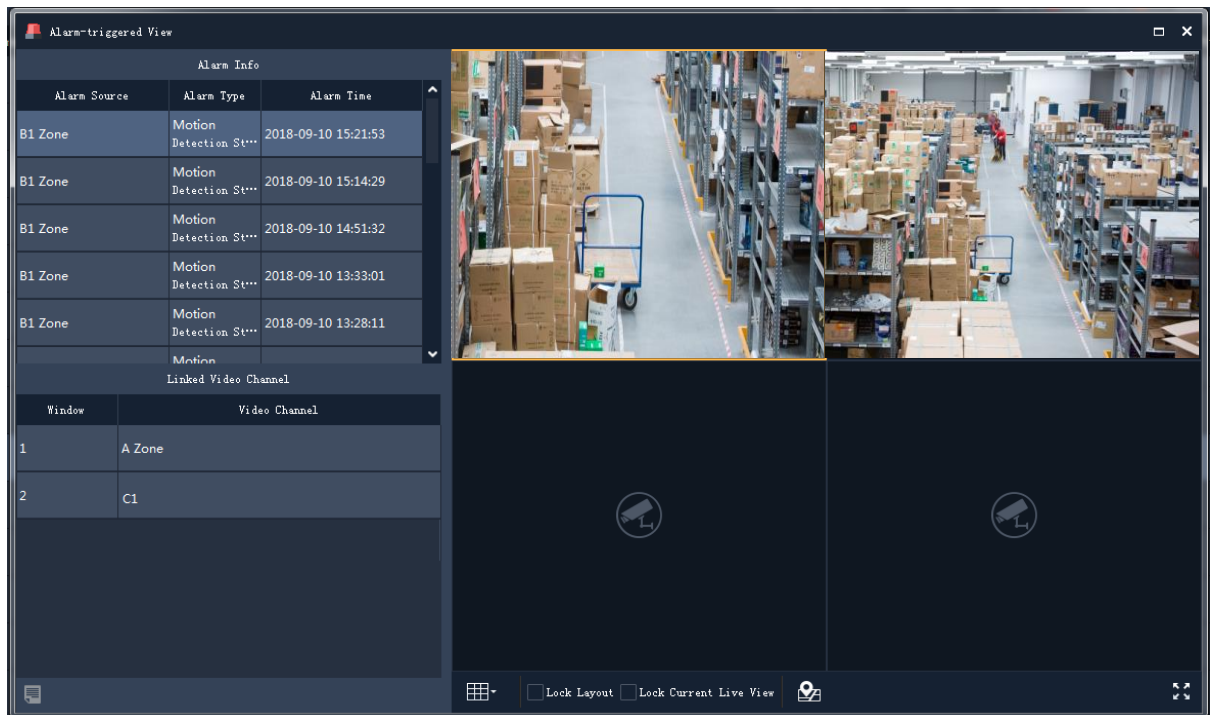 Alarm-triggered View
Alarm Info
Alarm Source Alarm Type Alarm Time
B1 Zone Motion Detection St··· 2018-09-10 15:21:53
B1 Zone Motion Detection St··· 2018-09-10 15:14:29
B1 Zone Motion Detection St··· 2018-09-10 14:51:32
B1 Zone Motion Detection St··· 2018-09-10 13:33:01
B1 Zone Motion Detection St··· 2018-09-10 13:28:11
Motion
Linked Video Channel
Window Video Channel
1 A Zone
2 C1
Lock Layout Lock Current Live View